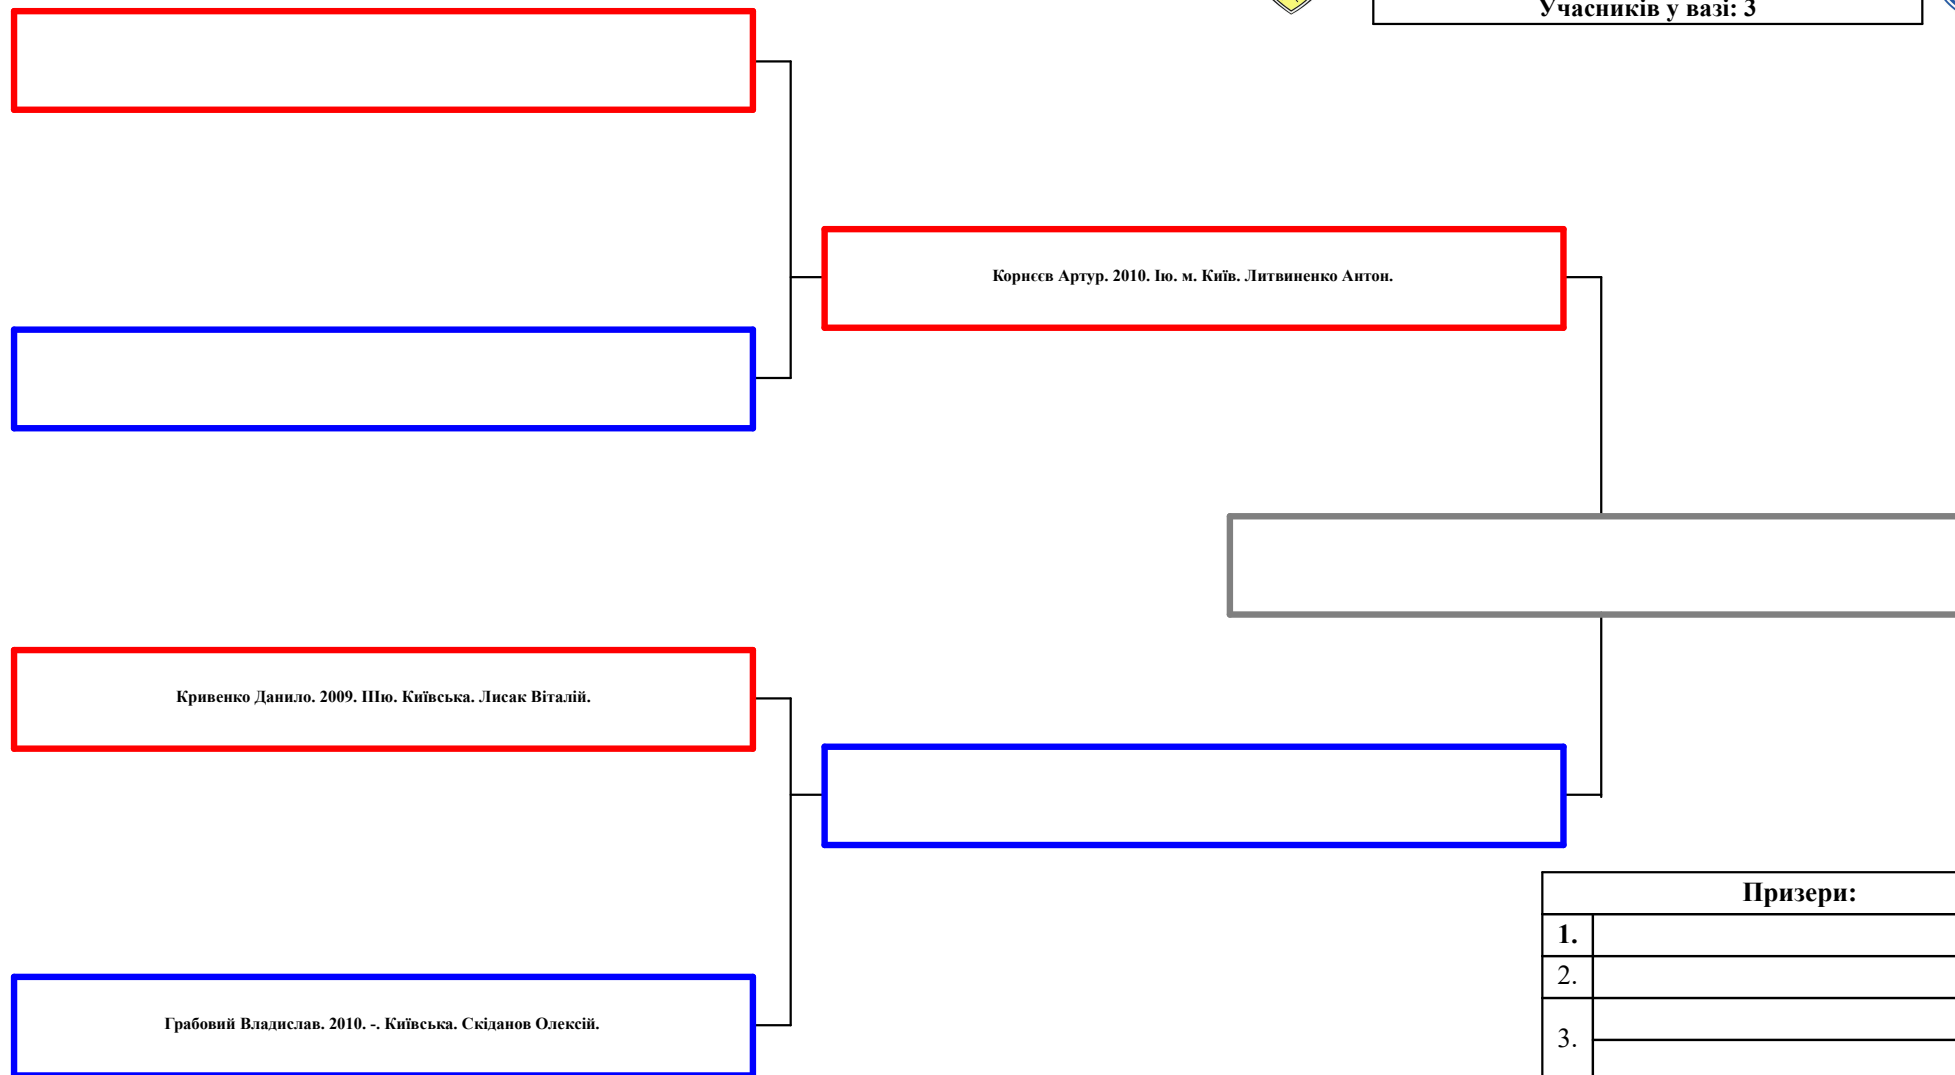 Учасників у вазі: 3
Корнєєв Артур. 2010. Ію. м. Київ. Литвиненко Антон.
Кривенко Данило. 2009. ІІІю. Київська. Лисак Віталій.
Грабовий Владислав. 2010. -. Київська. Скіданов Олексій.
Призери:
1.
2.
3.